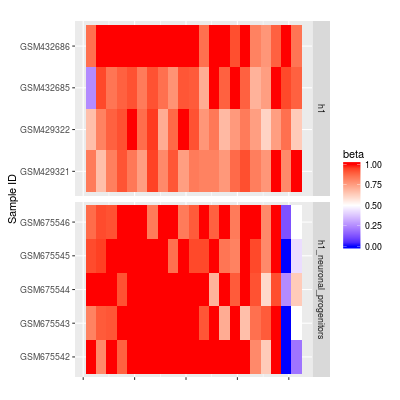 Sample ID
GSM432686
GSM432685
GSM429322
GSM429321
h1
GSM675546
GSM675545
GSM675544
GSM675543
GSM675542
h1_neuronal_progenitors
beta
1.00
0.75
0.50
0.25
0.00